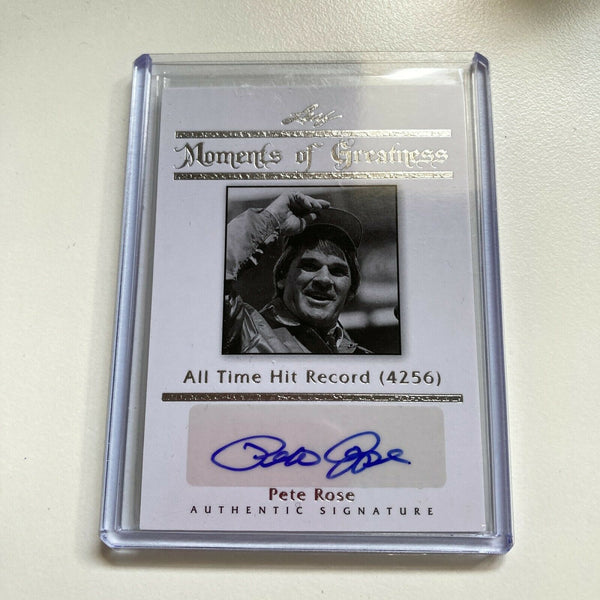 Leaf
Moments of Greatness
All Time Hit Record (4256)
Pete Rose
Pete Rose
AUTHENTIC SIGNATURE